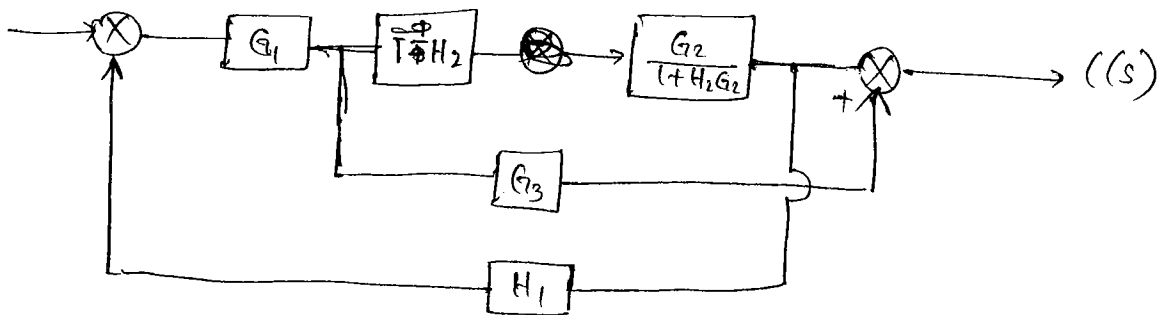 G₁
H₂
G₂
1+H₂G₂
C(S)
+
G₃
H₁